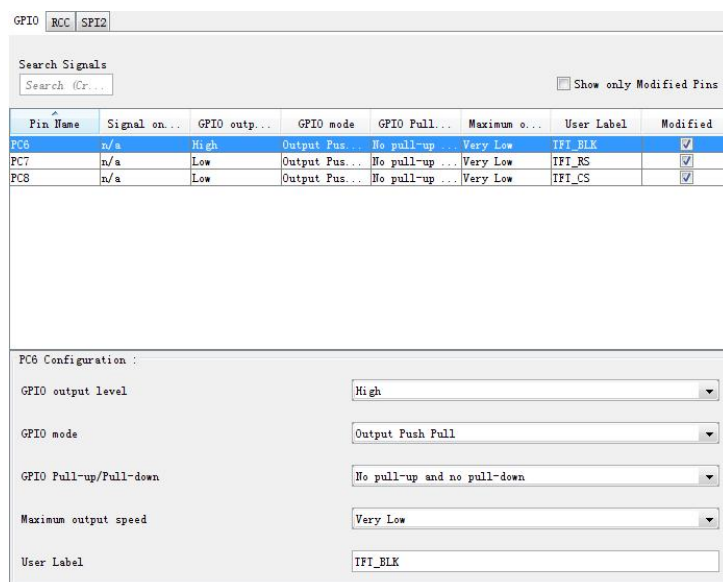 GPIO RCC SPI2
Search Signals
Search (Cr...
Show only Modified Pins
Pin Name Signal on... GPIO outp... GPIO mode GPIO Pull... Maximum o... User Label Modified
PC6 n/a High Output Pus... No pull-up ... Very Low TFI_BLK
PC7 n/a Low Output Pus... No pull-up ... Very Low TFI_RS
PC8 n/a Low Output Pus... No pull-up ... Very Low TFI_CS
PC6 Configuration :
GPIO output level High
GPIO mode Output Push Pull
GPIO Pull-up/Pull-down No pull-up and no pull-down
Maximum output speed Very Low
User Label TFI_BLK